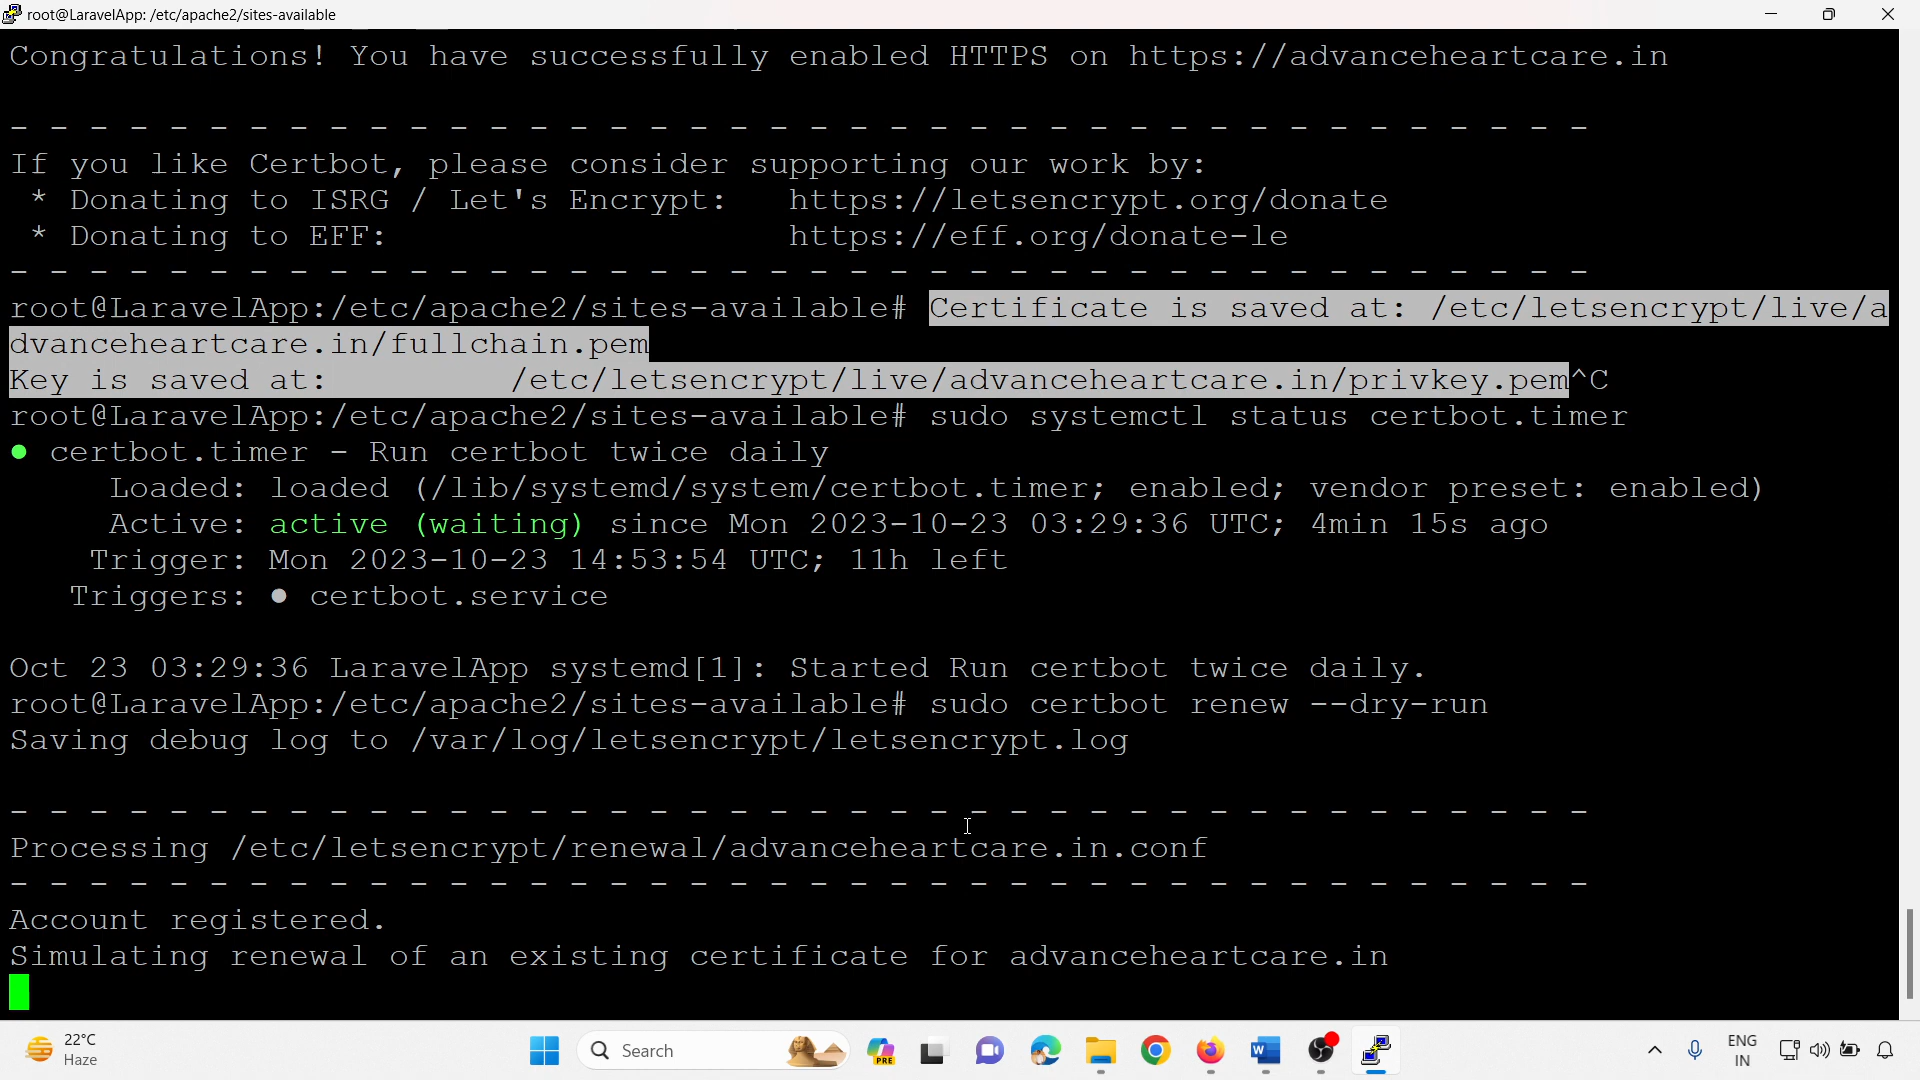 root@LaravelApp: /etc/apache2/sites-available
Congratulations! You have successfully enabled HTTPS on https://advanceheartcare.in
- - - - - - - - - - - - - - - - - - - - - - - - - - - - - - - - - - - - - - - -
If you like Certbot, please consider supporting our work by:
* Donating to ISRG / Let's Encrypt:   https://letsencrypt.org/donate
* Donating to EFF:                    https://eff.org/donate-le
- - - - - - - - - - - - - - - - - - - - - - - - - - - - - - - - - - - - - - - -
root@LaravelApp:/etc/apache2/sites-available# Certificate is saved at: /etc/letsencrypt/live/a
dvanceheartcare.in/fullchain.pem
Key is saved at:         /etc/letsencrypt/live/advanceheartcare.in/privkey.pem^C
root@LaravelApp:/etc/apache2/sites-available# sudo systemctl status certbot.timer
● certbot.timer - Run certbot twice daily
Loaded: loaded (/lib/systemd/system/certbot.timer; enabled; vendor preset: enabled)
Active: active (waiting) since Mon 2023-10-23 03:29:36 UTC; 4min 15s ago
Trigger: Mon 2023-10-23 14:53:54 UTC; 11h left
Triggers: ● certbot.service
Oct 23 03:29:36 LaravelApp systemd[1]: Started Run certbot twice daily.
root@LaravelApp:/etc/apache2/sites-available# sudo certbot renew --dry-run
Saving debug log to /var/log/letsencrypt/letsencrypt.log
- - - - - - - - - - - - - - - - - - - - - - - - - - - - - - - - - - - - - - - -
Processing /etc/letsencrypt/renewal/advanceheartcare.in.conf
- - - - - - - - - - - - - - - - - - - - - - - - - - - - - - - - - - - - - - - -
Account registered.
Simulating renewal of an existing certificate for advanceheartcare.in
22°C
Haze
Search
PRE
ENG
IN